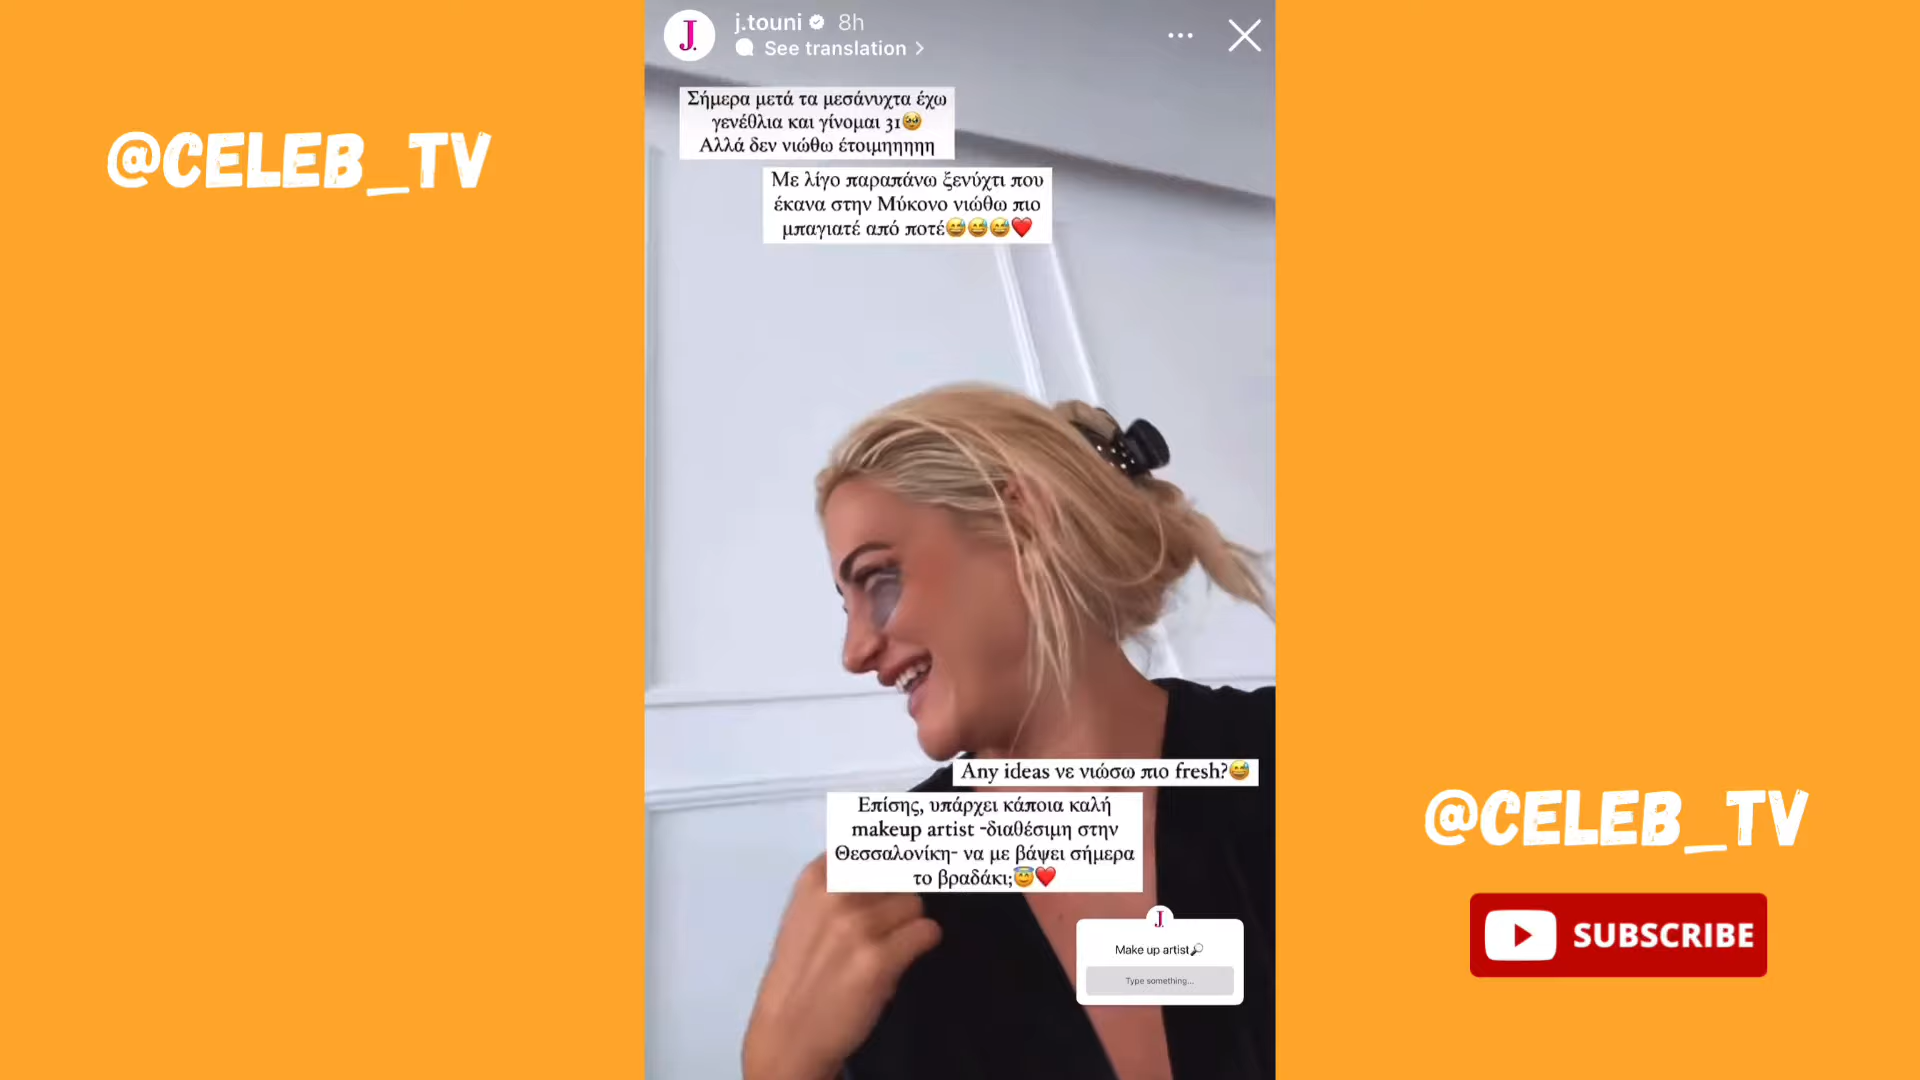 j.touni 8h
See translation
@CELEB_TV
Σήμερα μετά τα μεσάνυχτα έχω
γενέθλια και γίνομαι 31🥹
Αλλά δεν νιώθω έτοιμηηηηη
Με λίγο παραπάνω ξενύχτι που
έκανα στην Μύκονο νιώθω πιο
μπαγιατέ από ποτέ😅😅😅❤️
Any ideas νε νιώσω πιο fresh?😅
Επίσης, υπάρχει κάποια καλή
makeup artist -διαθέσιμη στην
Θεσσαλονίκη- να με βάψει σήμερα
το βραδάκι;😇❤️
J.
Make up artist🔎
Type something...
@CELEB_TV
SUBSCRIBE